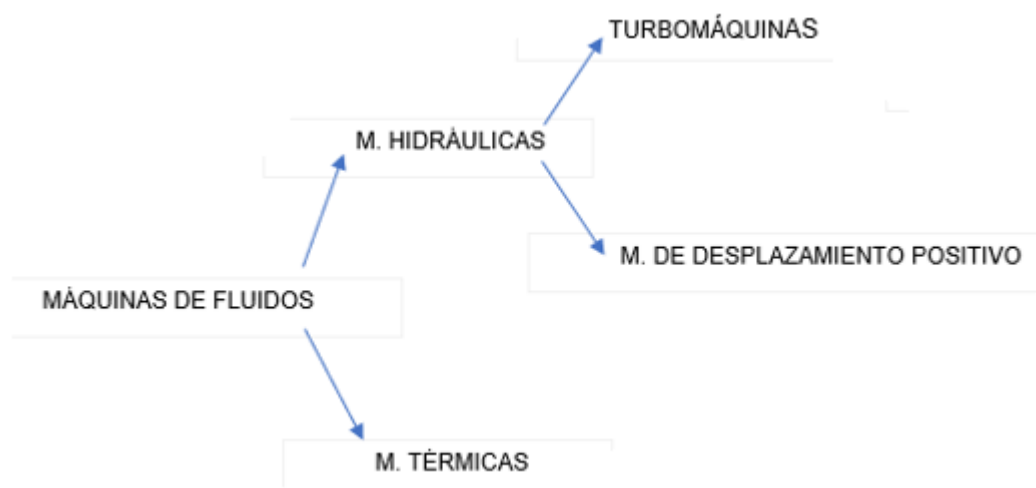 TURBOMÁQUINAS
M. HIDRÁULICAS
M. DE DESPLAZAMIENTO POSITIVO
MÁQUINAS DE FLUIDOS
M. TÉRMICAS